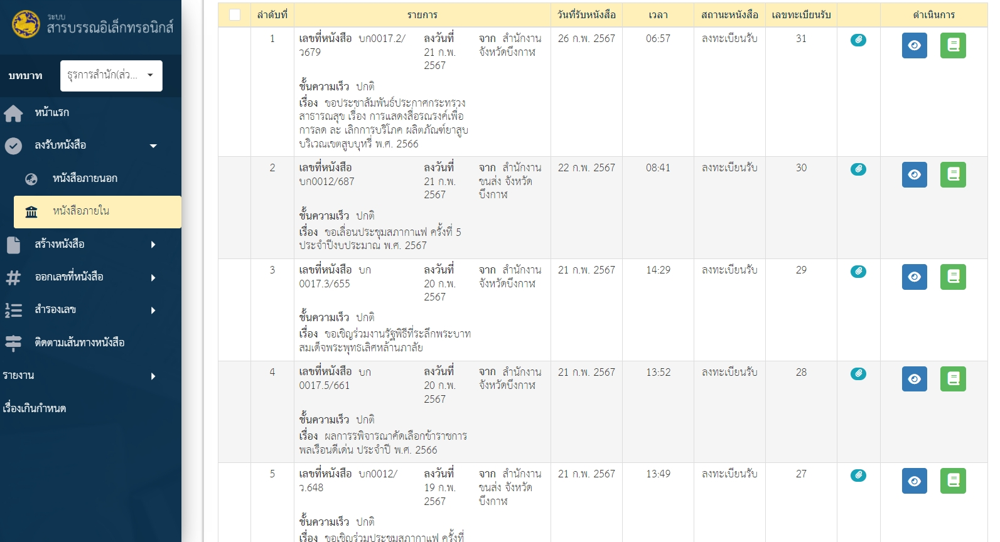 ระบบ
สารบรรณอิเล็กทรอนิกส์
บทบาท
ธุรการสำนัก(ส่ว...
หน้าแรก
ลงรับหนังสือ
หนังสือภายนอก
หนังสือภายใน
สร้างหนังสือ
ออกเลขที่หนังสือ
สำรองเลข
ติดตามเส้นทางหนังสือ
รายงาน
เรื่องเกินกำหนด
ลำดับที่ รายการ วันที่รับหนังสือ เวลา สถานะหนังสือ เลขทะเบียนรับ ดำเนินการ
1 เลขที่หนังสือ บก0017.2/ ลงวันที่ จาก สำนักงาน 26 ก.พ. 2567 06:57 ลงทะเบียนรับ 31
ว679 21 ก.พ. จังหวัดบึงกาฬ
2567
ชั้นความเร็ว ปกติ
เรื่อง ขอประชาสัมพันธ์ประกาศกระทรวง
สาธารณสุข เรื่อง การแสดงสื่อรณรงค์เพื่อ
การลด ละ เลิกการบริโภค ผลิตภัณฑ์ยาสูบ
บริเวณเขตสูบบุหรี่ พ.ศ. 2566
2 เลขที่หนังสือ ลงวันที่ จาก สำนักงาน 22 ก.พ. 2567 08:41 ลงทะเบียนรับ 30
บก0012/687 21 ก.พ. ขนส่ง จังหวัด
2567 บึงกาฬ
ชั้นความเร็ว ปกติ
เรื่อง ขอเลื่อนประชุมสภากาแฟ ครั้งที่ 5
ประจำปีงบประมาณ พ.ศ. 2567
3 เลขที่หนังสือ บก ลงวันที่ จาก สำนักงาน 21 ก.พ. 2567 14:29 ลงทะเบียนรับ 29
0017.3/655 20 ก.พ. จังหวัดบึงกาฬ
2567
ชั้นความเร็ว ปกติ
เรื่อง ขอเชิญร่วมงานรัฐพิธีที่ระลึกพระบาท
สมเด็จพระพุทธเลิศหล้านภาลัย
4 เลขที่หนังสือ บก ลงวันที่ จาก สำนักงาน 21 ก.พ. 2567 13:52 ลงทะเบียนรับ 28
0017.5/661 20 ก.พ. จังหวัดบึงกาฬ
2567
ชั้นความเร็ว ปกติ
เรื่อง ผลการรพิจารณาคัดเลือกข้าราชการ
พลเรือนดีเด่น ประจำปี พ.ศ. 2566
5 เลขที่หนังสือ บก0012/ ลงวันที่ จาก สำนักงาน 21 ก.พ. 2567 13:49 ลงทะเบียนรับ 27
ว.648 19 ก.พ. ขนส่ง จังหวัด
2567 บึงกาฬ
ชั้นความเร็ว ปกติ
เรื่อง ขอเชิญร่วมประชุมสภากาแฟ ครั้งที่